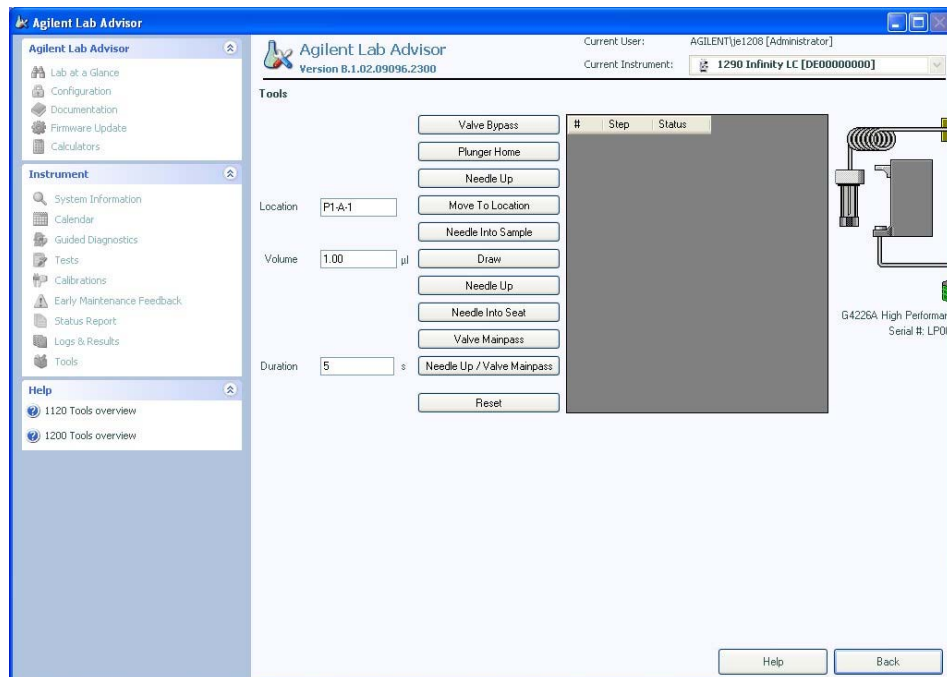 Agilent Lab Advisor
Agilent Lab Advisor
Lab at a Glance
Configuration
Documentation
Firmware Update
Calculators
Instrument
System Information
Calendar
Guided Diagnostics
Tests
Calibrations
Early Maintenance Feedback
Status Report
Logs & Results
Tools
Help
1120 Tools overview
1200 Tools overview
Agilent Lab Advisor
Version B.1.02.09096.2300
Current User: AGILENT\je1208 [Administrator]
Current Instrument: 1290 Infinity LC [DE00000000]
Tools
Valve Bypass
Plunger Home
Needle Up
Location P1-A-1 Move To Location
Needle Into Sample
Volume 1.00 µl Draw
Needle Up
Needle Into Seat
Valve Mainpass
Duration 5 s Needle Up / Valve Mainpass
Reset
# Step Status
G4226A High Performa
Serial #: LP0
Help Back